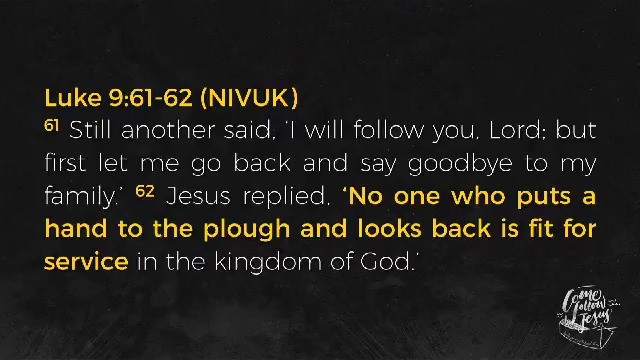 Luke 9:61-62 (NIVUK)
61 Still another said, ‘I will follow you, Lord; but
first let me go back and say goodbye to my
family.’ 62 Jesus replied, ‘No one who puts a
hand to the plough and looks back is fit for
service in the kingdom of God.’
Come
follow
Jesus